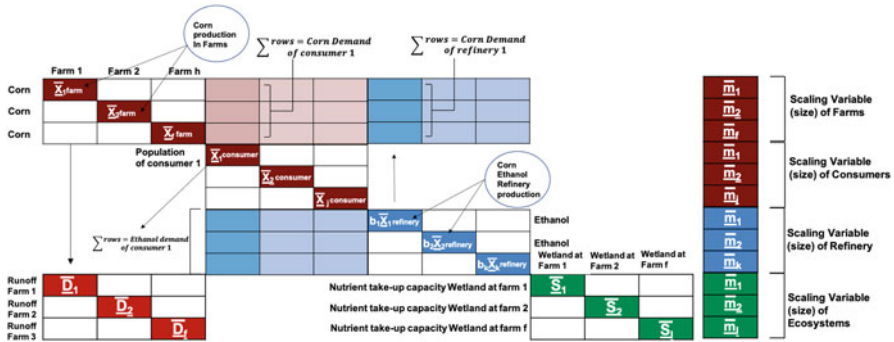 Corn
production
In Farms
∑ rows = Corn Demand
of consumer 1
∑ rows = Corn Demand
of refinery 1
Farm 1
Farm 2
Farm h
Corn
X̅₁farm
Corn
X̅₂farm
Corn
X̅farm
Population
of consumer 1
X̅₁consumer
X̅₂ consumer
X̅ⱼ consumer
Corn
Ethanol
Refinery
production
∑ rows = Ethanol demand
of consumer 1
b₁X̅₁refinery
Ethanol
b₂X̅₂refinery
Ethanol
bₖX̅ₖrefinery
Wetland at
Farm 1
Wetland at
Farm 2
Wetland at
Farm f
Runoff
Farm 1
D̅₁
Nutrient take-up capacity Wetland at farm 1
S̅₁
Runoff
Farm 2
D̅₂
Nutrient take-up capacity Wetland at farm 2
S̅₂
Runoff
Farm 3
D̅f
Nutrient take-up capacity Wetland at farm f
m̅₁
m̅₂
m̅f
Scaling Variable
(size) of Farms
m̅₁
m̅₂
m̅ⱼ
Scaling Variable
(size) of Consumers
m̅₁
m̅₂
m̅ₖ
Scaling Variable
(size) of Refinery
m̅₁
m̅₂
Scaling Variable
(size) of
Ecosystems